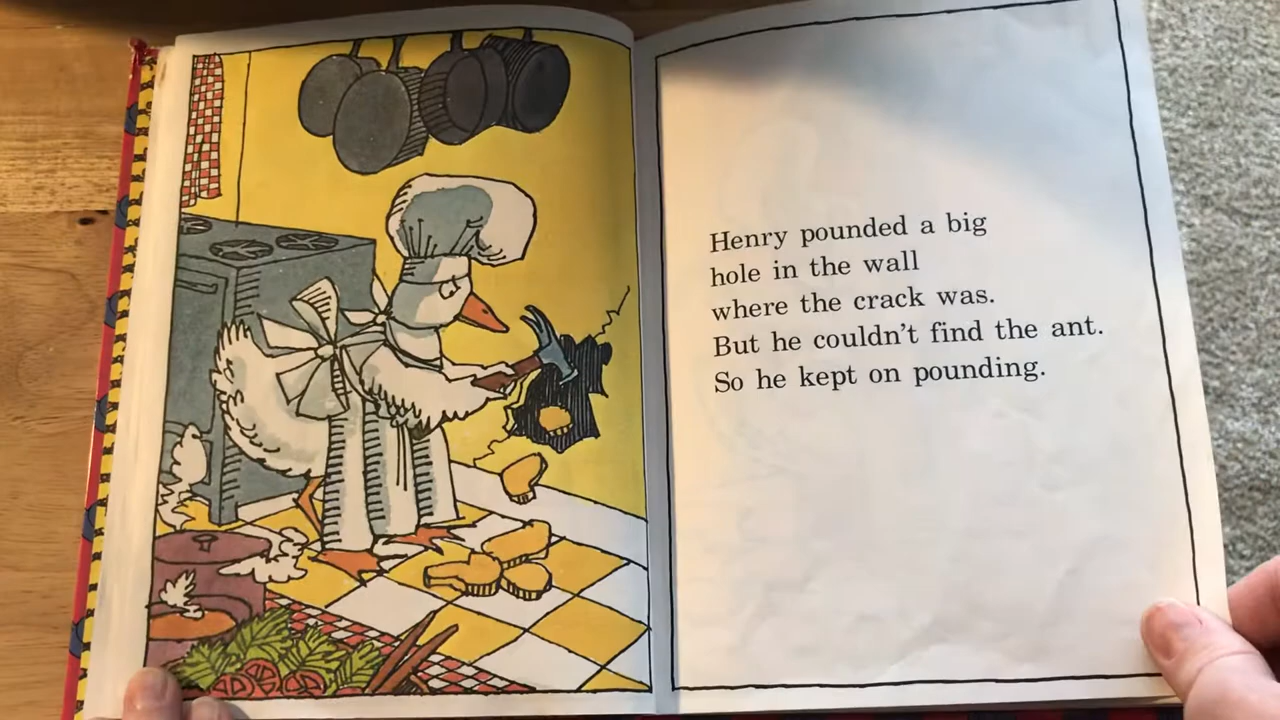 Henry pounded a big
hole in the wall
where the crack was.
But he couldn't find the ant.
So he kept on pounding.